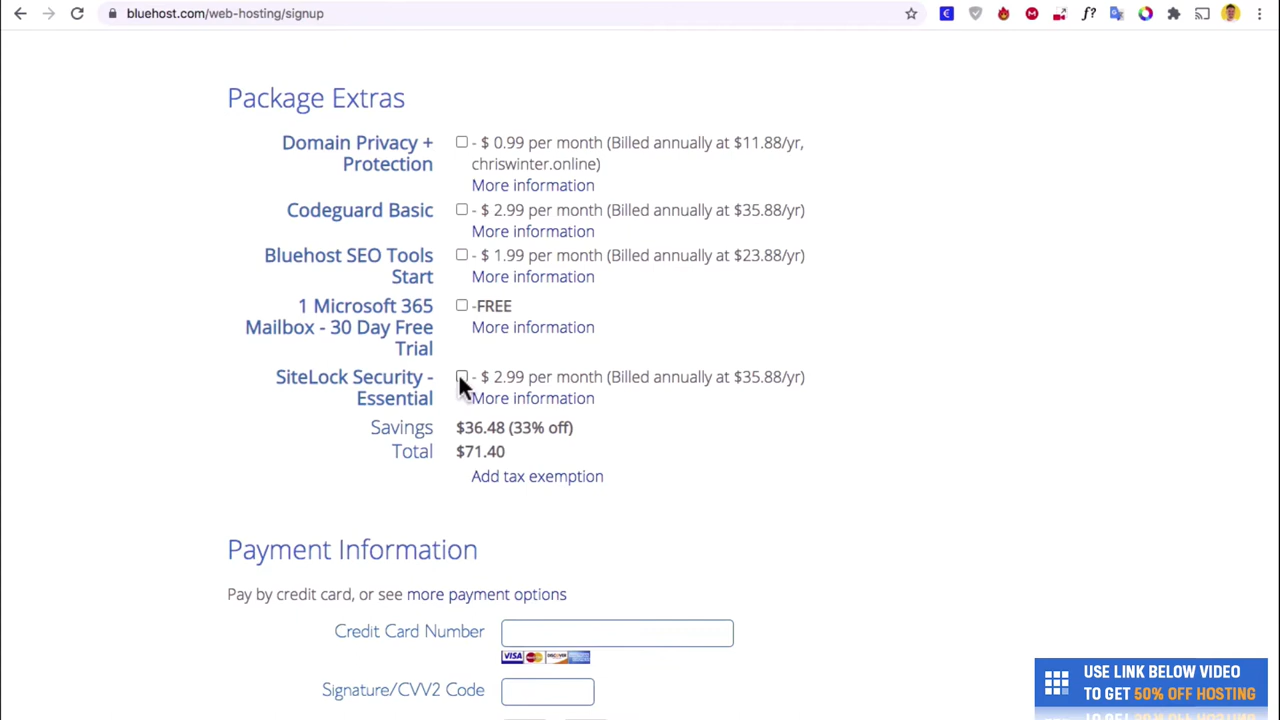 bluehost.com/web-hosting/signup
f?
Package Extras
Domain Privacy + - $ 0.99 per month (Billed annually at $11.88/yr,
Protection chriswinter.online)
More information
Codeguard Basic - $ 2.99 per month (Billed annually at $35.88/yr)
More information
Bluehost SEO Tools - $ 1.99 per month (Billed annually at $23.88/yr)
Start More information
1 Microsoft 365 -FREE
Mailbox - 30 Day Free More information
Trial
SiteLock Security - - $ 2.99 per month (Billed annually at $35.88/yr)
Essential More information
Savings $36.48 (33% off)
Total $71.40
Add tax exemption
Payment Information
Pay by credit card, or see more payment options
Credit Card Number
VISA
Signature/CVV2 Code
USE LINK BELOW VIDEO
TO GET 50% OFF HOSTING